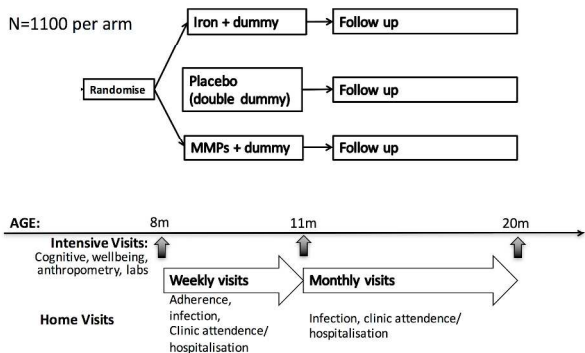 N=1100 per arm
Iron + dummy
Follow up
Randomise
Placebo
(double dummy)
Follow up
MMPs + dummy
Follow up
AGE:
8m
11m
20m
Intensive Visits:
Cognitive, wellbeing,
anthropometry, labs
Weekly visits
Monthly visits
Home Visits
Adherence,
infection,
Clinic attendence/
hospitalisation
Infection, clinic attendence/
hospitalisation